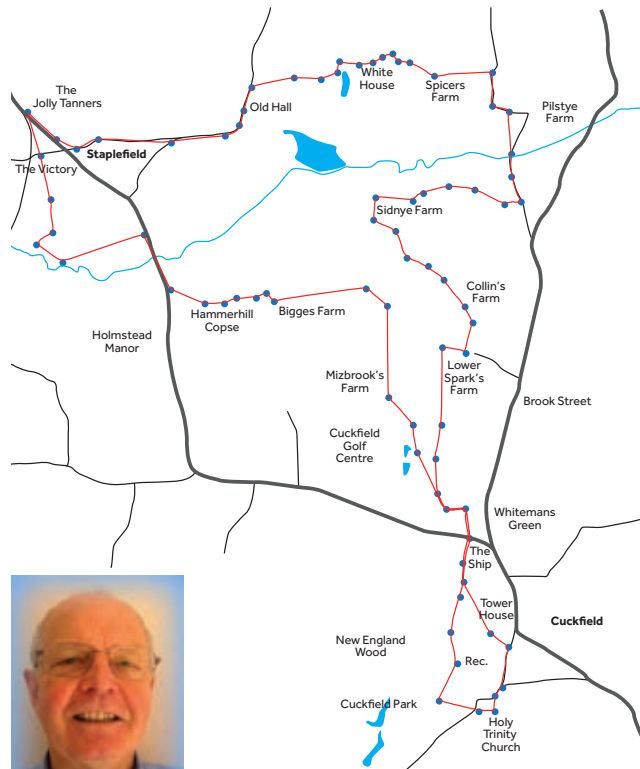 The
Jolly Tanners
White
House
Old Hall
Spicers
Farm
Pilstye
Farm
Staplefield
The Victory
Sidnye Farm
Collin's
Farm
Hammerhill
Copse
Bigges Farm
Holmstead
Manor
Mizbrook's
Farm
Lower
Spark's
Farm
Brook Street
Cuckfield
Golf
Centre
Whitemans
Green
The
Ship
Tower
House
Cuckfield
New England
Wood
Rec.
Cuckfield Park
Holy
Trinity
Church